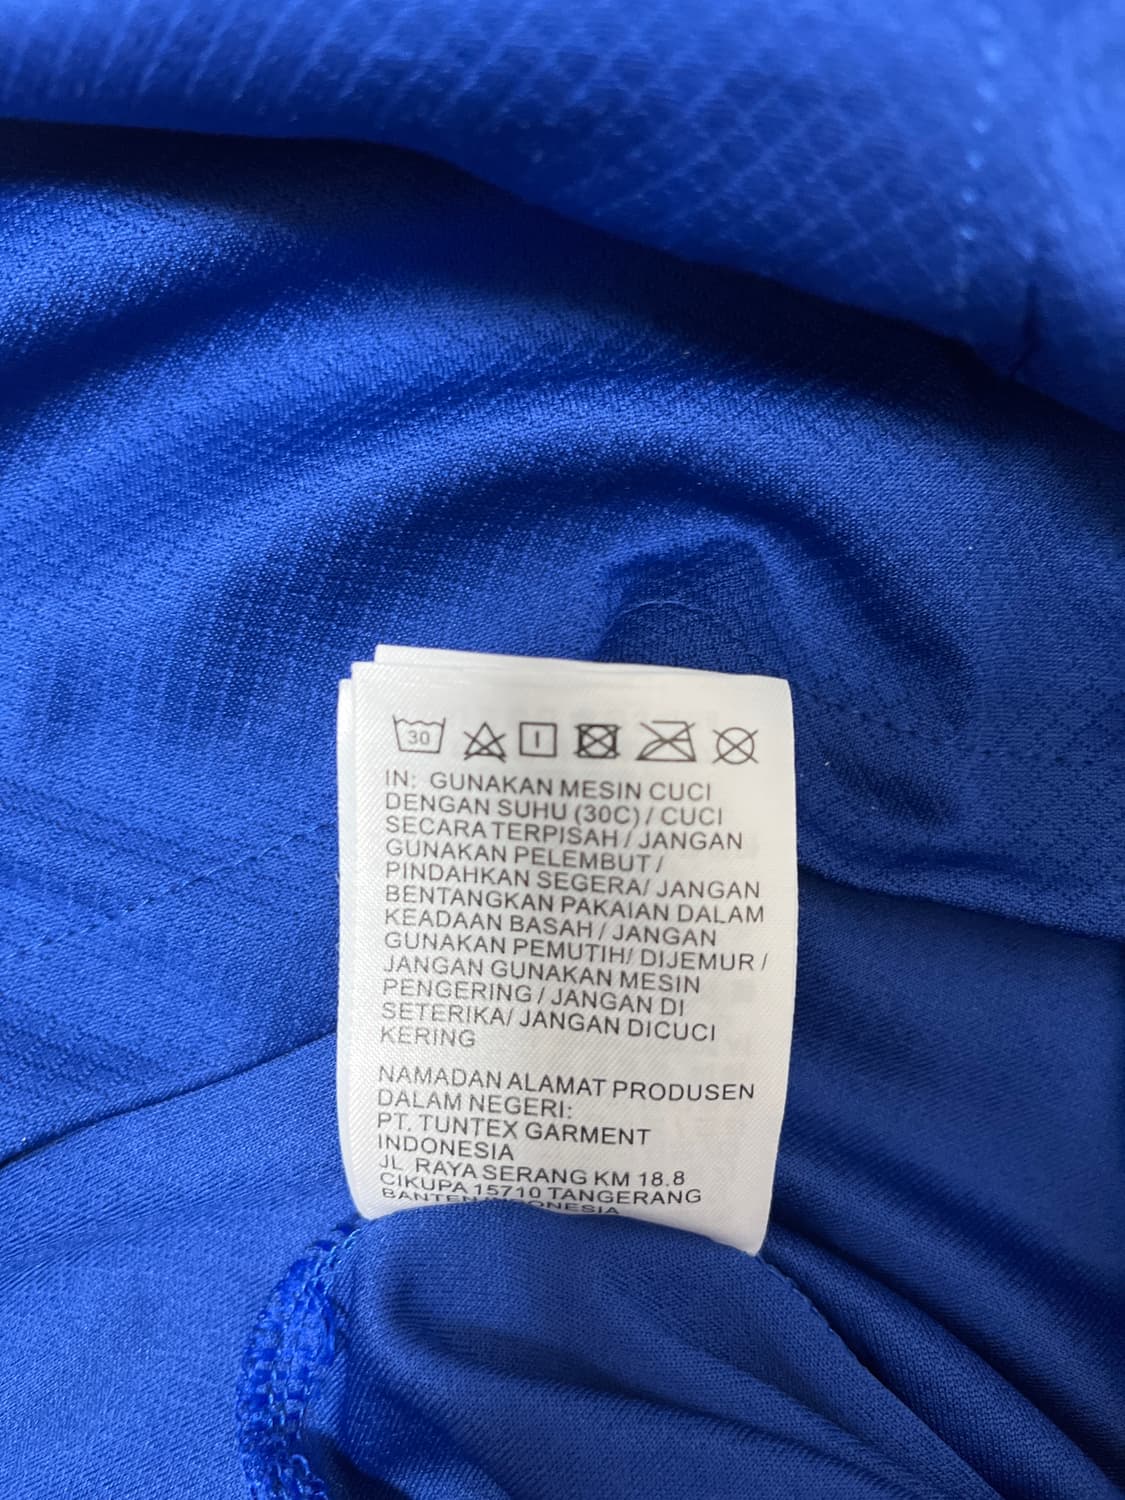 30
IN: GUNAKAN MESIN CUCI
DENGAN SUHU (30C) / CUCI
SECARA TERPISAH / JANGAN
GUNAKAN PELEMBUT /
PINDAHKAN SEGERA/ JANGAN
BENTANGKAN PAKAIAN DALAM
KEADAAN BASAH / JANGAN
GUNAKAN PEMUTIH/ DIJEMUR /
JANGAN GUNAKAN MESIN
PENGERING / JANGAN DI
SETERIKA/ JANGAN DICUCI
KERING
NAMADAN ALAMAT PRODUSEN
DALAM NEGERI:
PT. TUNTEX GARMENT
INDONESIA
JL. RAYA SERANG KM 18.8
CIKUPA 15710 TANGERANG
BANTEN INDONESIA